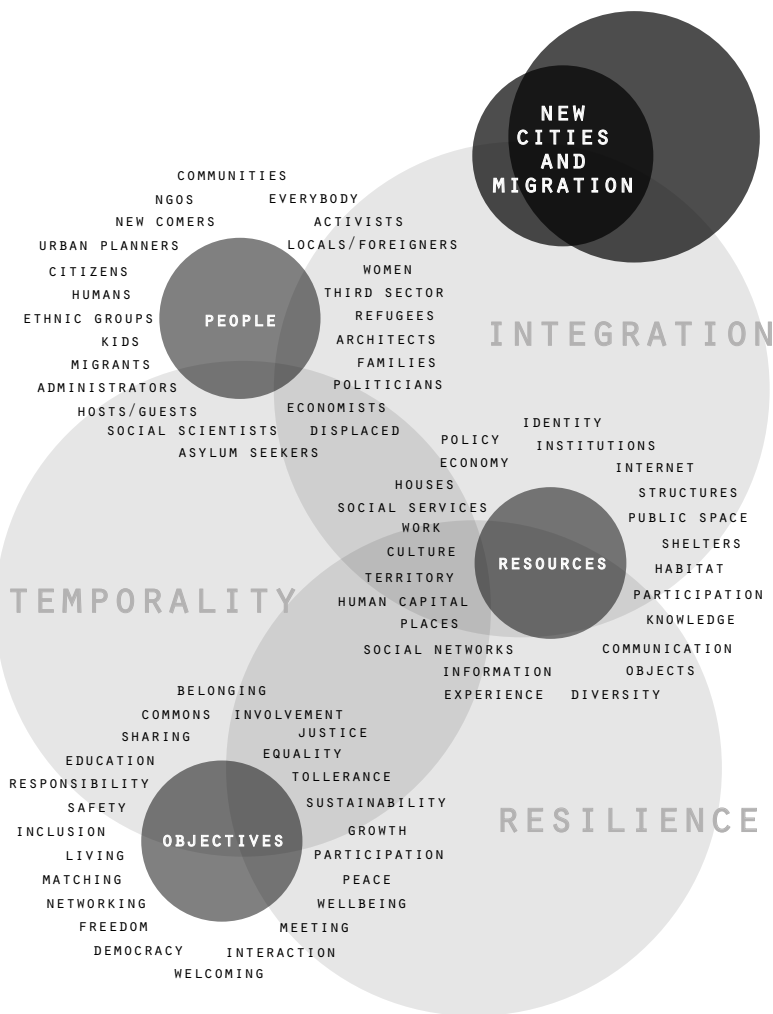 NEW
CITIES
AND
MIGRATION
COMMUNITIES
NGOS
EVERYBODY
NEW COMERS
ACTIVISTS
URBAN PLANNERS
LOCALS/FOREIGNERS
CITIZENS
WOMEN
HUMANS
THIRD SECTOR
ETHNIC GROUPS
PEOPLE
REFUGEES
KIDS
ARCHITECTS
MIGRANTS
FAMILIES
ADMINISTRATORS
POLITICIANS
HOSTS/GUESTS
ECONOMISTS
SOCIAL SCIENTISTS
DISPLACED
ASYLUM SEEKERS
INTEGRATION
IDENTITY
POLICY
INSTITUTIONS
ECONOMY
INTERNET
HOUSES
STRUCTURES
SOCIAL SERVICES
PUBLIC SPACE
WORK
SHELTERS
CULTURE
RESOURCES
HABITAT
TERRITORY
PARTICIPATION
HUMAN CAPITAL
KNOWLEDGE
PLACES
SOCIAL NETWORKS
COMMUNICATION
INFORMATION
OBJECTS
EXPERIENCE
DIVERSITY
TEMPORALITY
BELONGING
COMMONS
INVOLVEMENT
SHARING
JUSTICE
EDUCATION
EQUALITY
RESPONSIBILITY
TOLLERANCE
SAFETY
SUSTAINABILITY
INCLUSION
OBJECTIVES
GROWTH
LIVING
PARTICIPATION
MATCHING
PEACE
NETWORKING
WELLBEING
FREEDOM
MEETING
DEMOCRACY
INTERACTION
WELCOMING
RESILIENCE